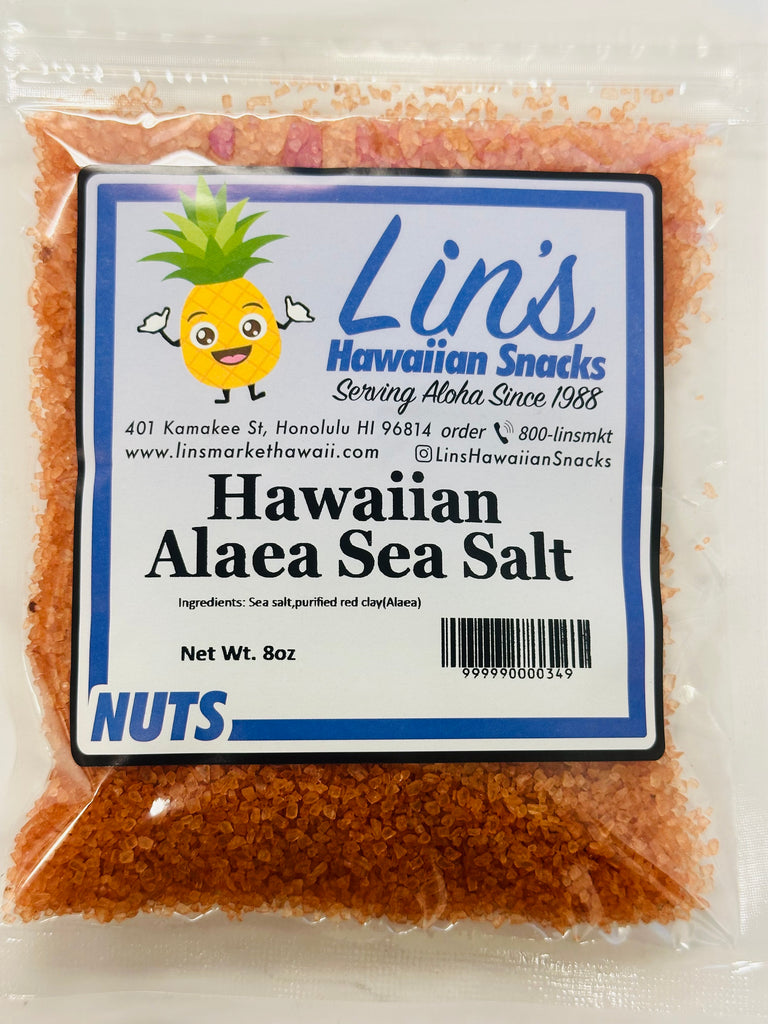 Lin's
Hawaiian Snacks
Serving Aloha Since 1988
401 Kamakee St, Honolulu HI 96814 order 800-linsmkt
www.linsmarkethawaii.com LinsHawaiianSnacks
Hawaiian
Alaea Sea Salt
Ingredients: Sea salt,purified red clay(Alaea)
Net Wt. 8oz
999990000349
NUTS